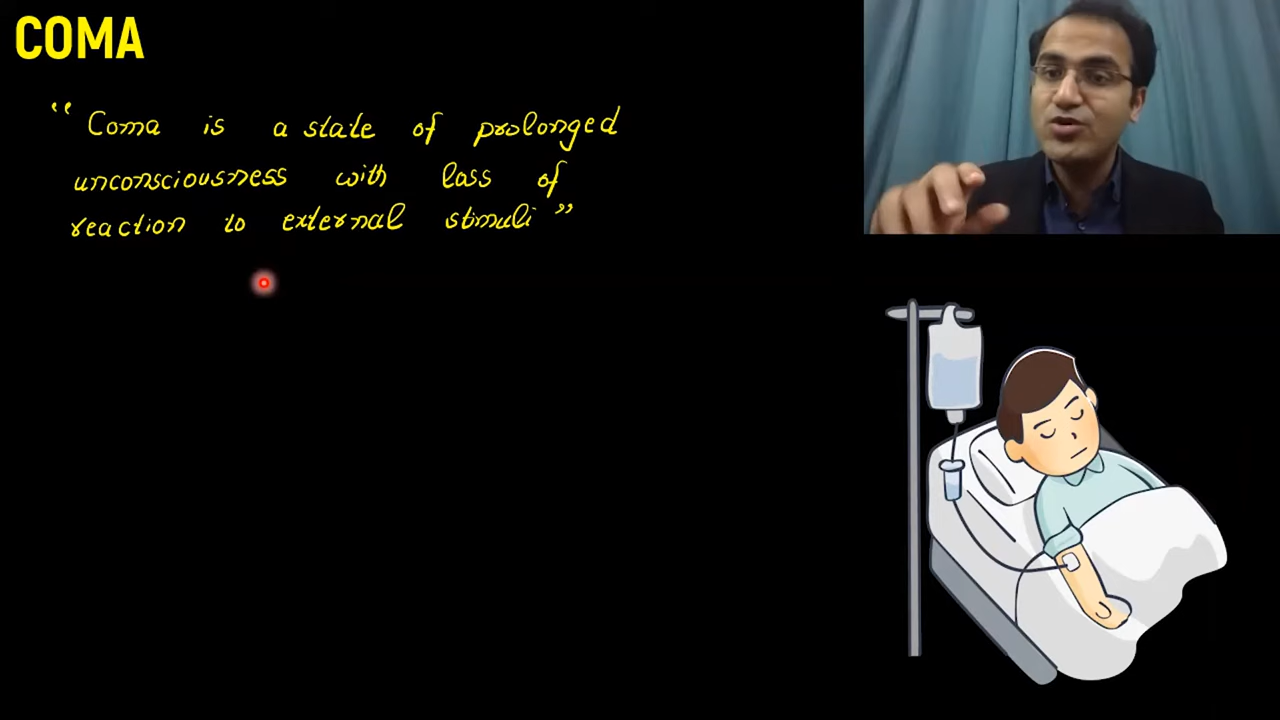 COMA
“ Coma is a state of prolonged
unconsciousness with loss of
reaction to external stimuli ”